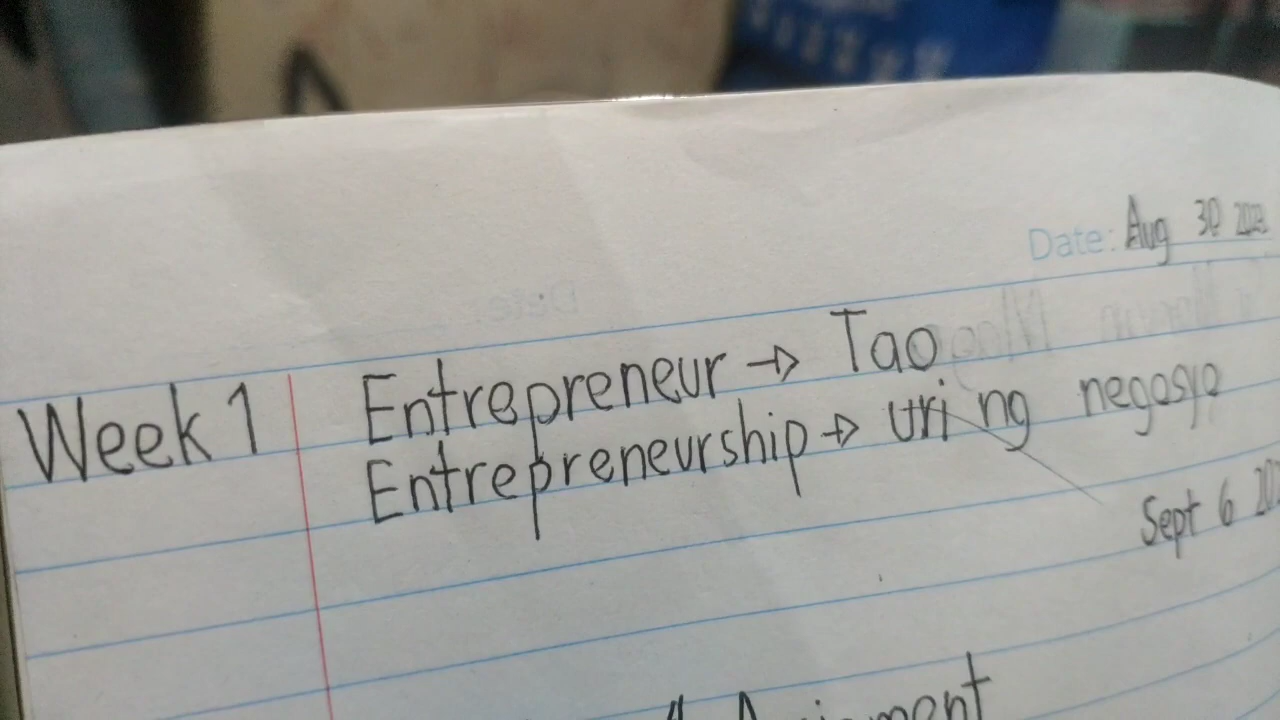 Date: Aug 30 2023
Week 1 Entrepreneur → Tao
Entrepreneurship → uri ng negosyo
Sept 6